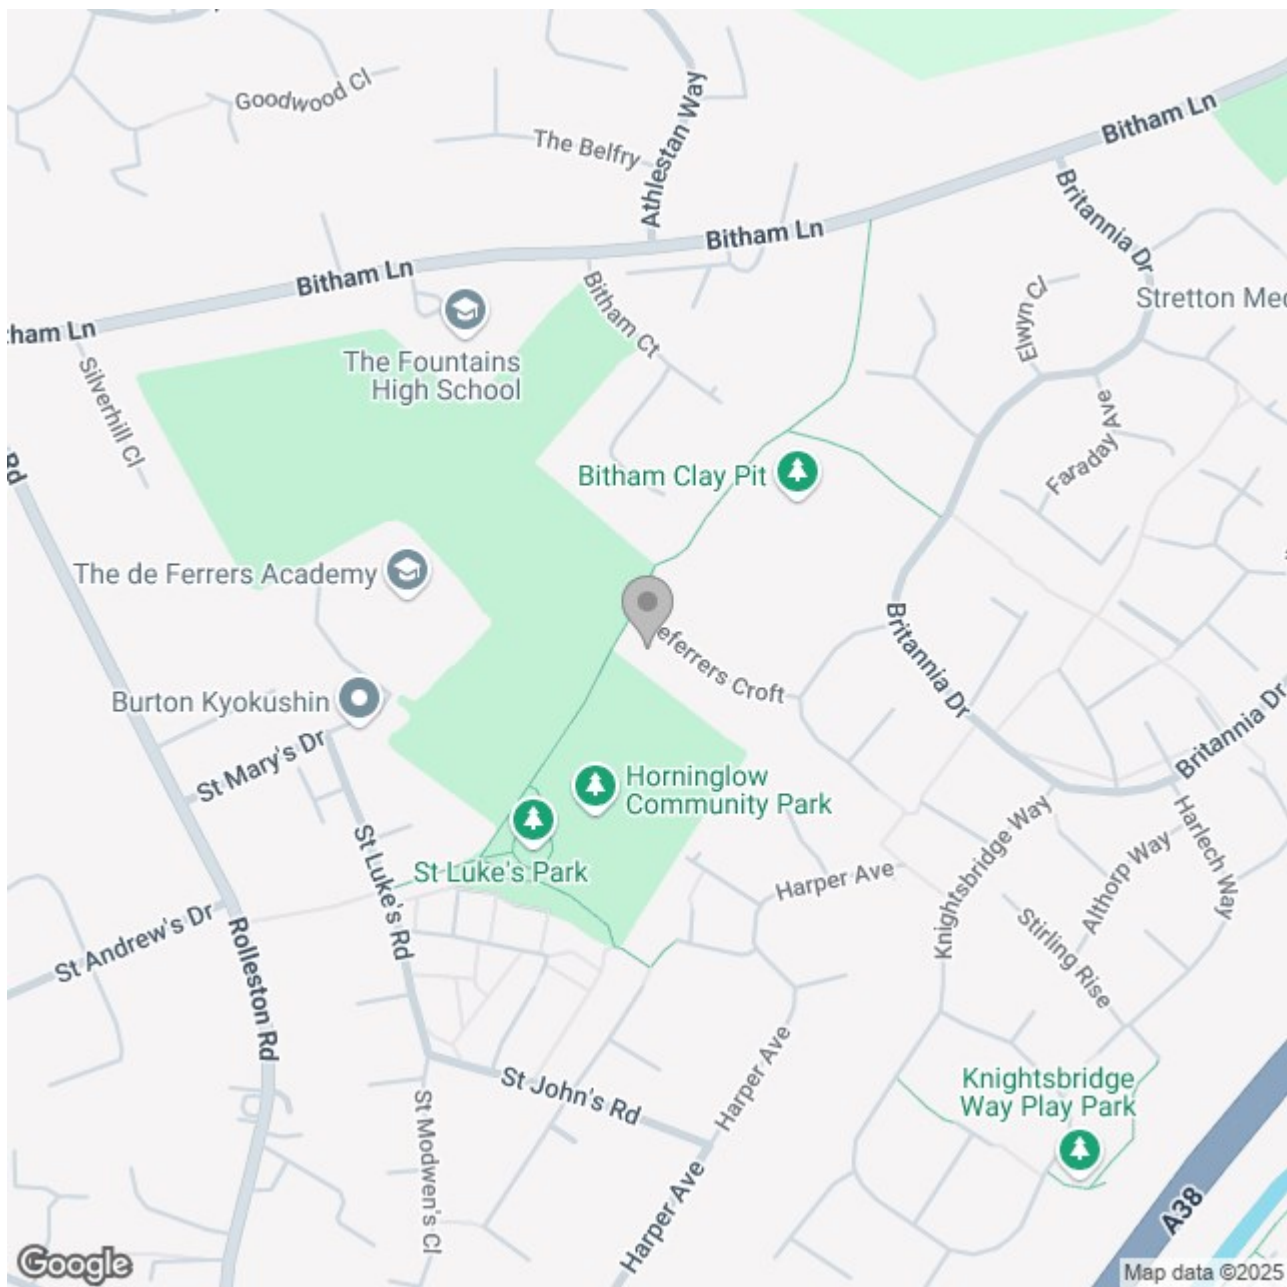 Goodwood Cl
The Belfry
Athlestan Way
Bitham Ln
Bitham Ln
Bitham Ln
tham Ln
Britannia Dr
Bitham Ct
Elwyn Cl
Stretton Med
The Fountains
High School
Silverhill Cl
Rd
Faraday Ave
Bitham Clay Pit
The de Ferrers Academy
eferrers Croft
Britannia Dr
Britannia Dr
Burton Kyokushin
St Mary's Dr
Horninglow
Community Park
St Luke's Park
St Luke's Rd
Harper Ave
Knightsbridge Way
Harlech Way
Althorp Way
Stirling Rise
St Andrew's Dr
Rolleston Rd
St John's Rd
Harper Ave
Knightsbridge
Way Play Park
St Modwen's Cl
Harper Ave
A38
Google
Map data ©2025